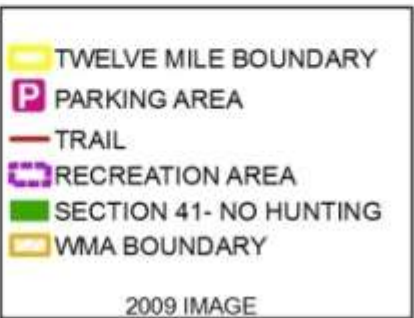 TWELVE MILE BOUNDARY
P PARKING AREA
TRAIL
RECREATION AREA
SECTION 41- NO HUNTING
WMA BOUNDARY
2009 IMAGE